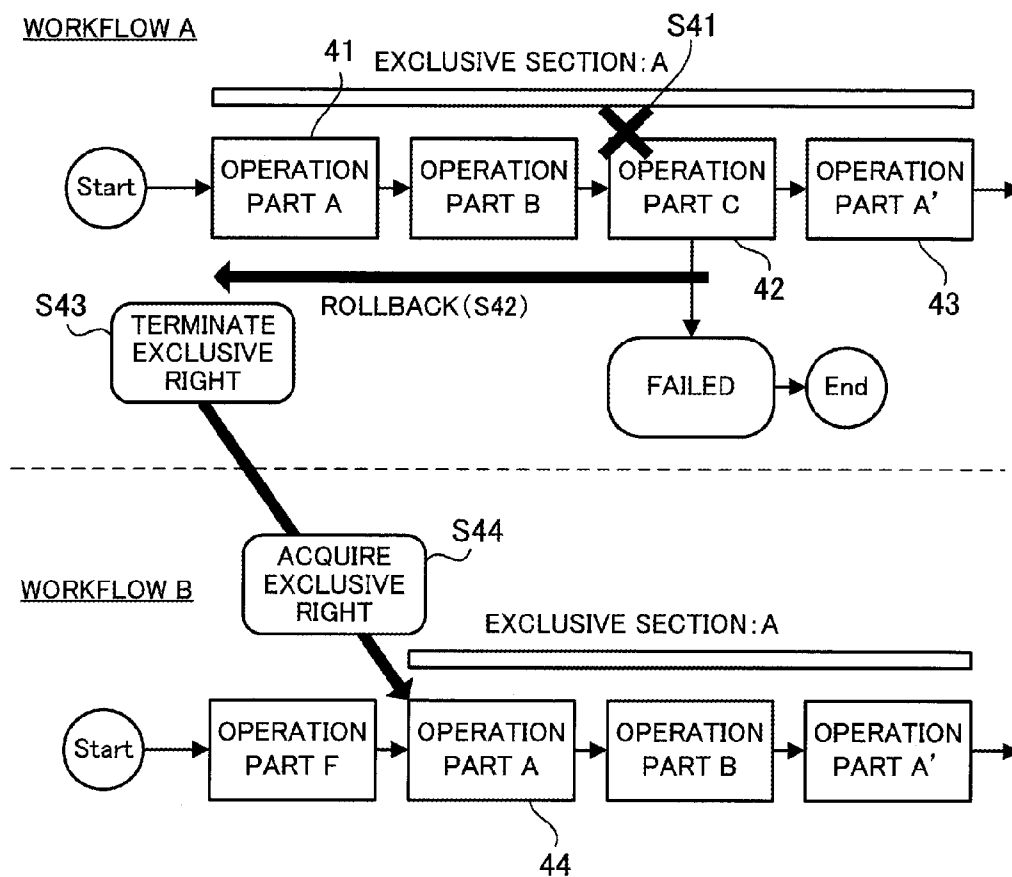 WORKFLOW A
S41
41
EXCLUSIVE SECTION:A
Start
OPERATION
PART A
OPERATION
PART B
OPERATION
PART C
OPERATION
PART A'
42
43
ROLLBACK(S42)
S43
TERMINATE
EXCLUSIVE
RIGHT
FAILED
End
S44
ACQUIRE
EXCLUSIVE
RIGHT
WORKFLOW B
EXCLUSIVE SECTION:A
Start
OPERATION
PART F
OPERATION
PART A
OPERATION
PART B
OPERATION
PART A'
44